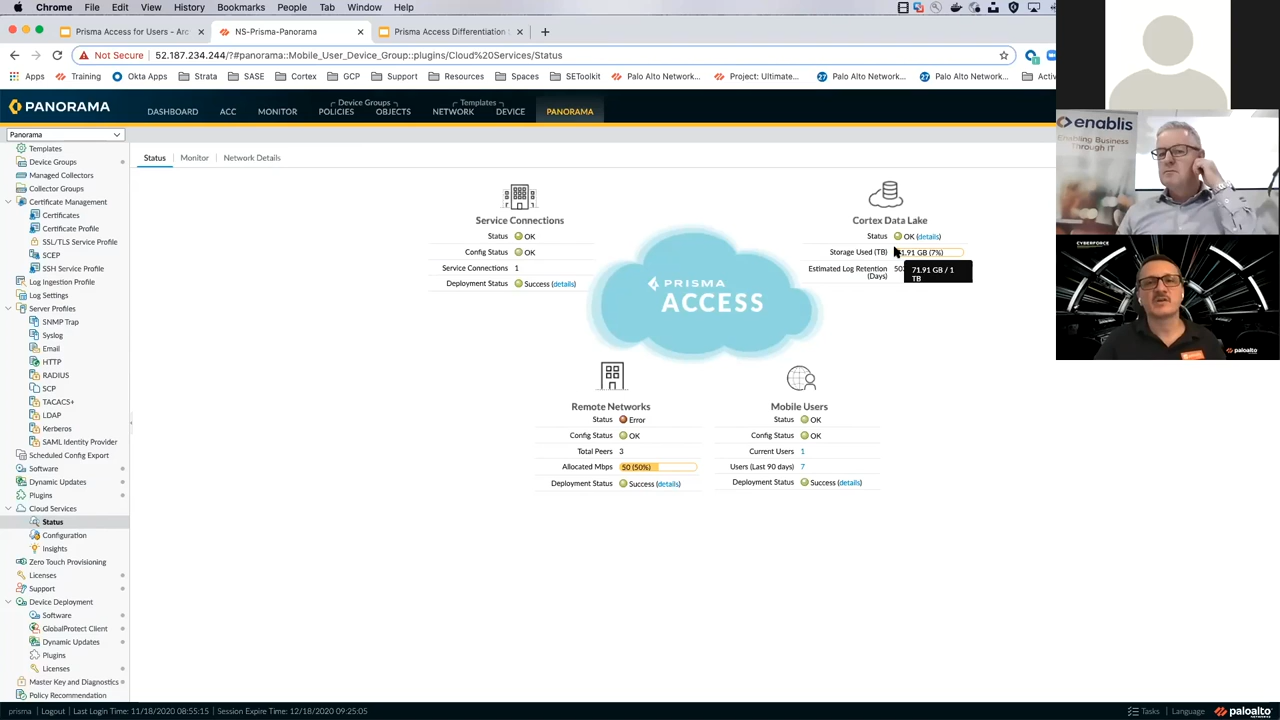 Chrome File Edit View History Bookmarks People Tab Window Help
Prisma Access for Users - Arc
NS-Prisma-Panorama
Prisma Access Differentiation
Not Secure 52.187.234.244/?#panorama::Mobile_User_Device_Group::plugins/Cloud%20Services/Status
Apps Training Okta Apps Strata SASE Cortex GCP Support Resources Spaces SEToolkit Palo Alto Network... Project: Ultimate... Palo Alto Network... Palo Alto Network...
PANORAMA
Device Groups
Templates
DASHBOARD ACC MONITOR POLICIES OBJECTS NETWORK DEVICE PANORAMA
Panorama
Templates
Device Groups
Managed Collectors
Collector Groups
Certificate Management
Certificates
Certificate Profile
SSL/TLS Service Profile
SCEP
SSH Service Profile
Log Ingestion Profile
Log Settings
Server Profiles
SNMP Trap
Syslog
Email
HTTP
RADIUS
SCP
TACACS+
LDAP
Kerberos
SAML Identity Provider
Scheduled Config Export
Software
Dynamic Updates
Plugins
Cloud Services
Status
Configuration
Insights
Zero Touch Provisioning
Licenses
Support
Device Deployment
Software
GlobalProtect Client
Dynamic Updates
Plugins
Licenses
Master Key and Diagnostics
Policy Recommendation
Status Monitor Network Details
Service Connections
Status OK
Config Status OK
Service Connections 1
Deployment Status Success (details)
Cortex Data Lake
Status OK (details)
Storage Used (TB) 71.91 GB (7%)
Estimated Log Retention
(Days)
71.91 GB / 1
TB
PRISMA
ACCESS
Remote Networks
Status Error
Config Status OK
Total Peers 3
Allocated Mbps 50 (50%)
Deployment Status Success (details)
Mobile Users
Status OK
Config Status OK
Current Users 1
Users (Last 90 days) 7
Deployment Status Success (details)
enablis
Enabling Business
Through IT
CYBERFORCE
paloalto
prisma Logout Last Login Time: 11/18/2020 08:55:15 Session Expire Time: 12/18/2020 09:25:05
Tasks Language paloalto